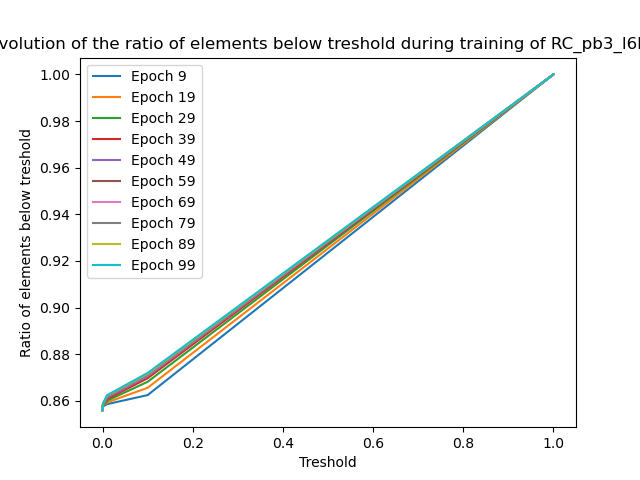 volution of the ratio of elements below treshold during training of RC_pb3_l6l
1.00
0.98
0.96
0.94
0.92
0.90
0.88
0.86
Ratio of elements below treshold
Epoch 9
Epoch 19
Epoch 29
Epoch 39
Epoch 49
Epoch 59
Epoch 69
Epoch 79
Epoch 89
Epoch 99
0.0 0.2 0.4 0.6 0.8 1.0
Treshold